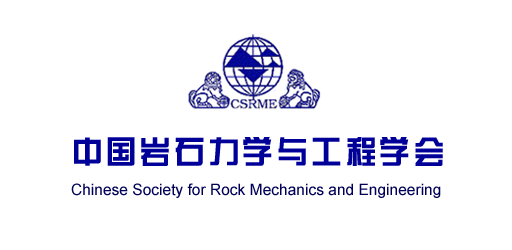 CSRME
中国岩石力学与工程学会
Chinese Society for Rock Mechanics and Engineering